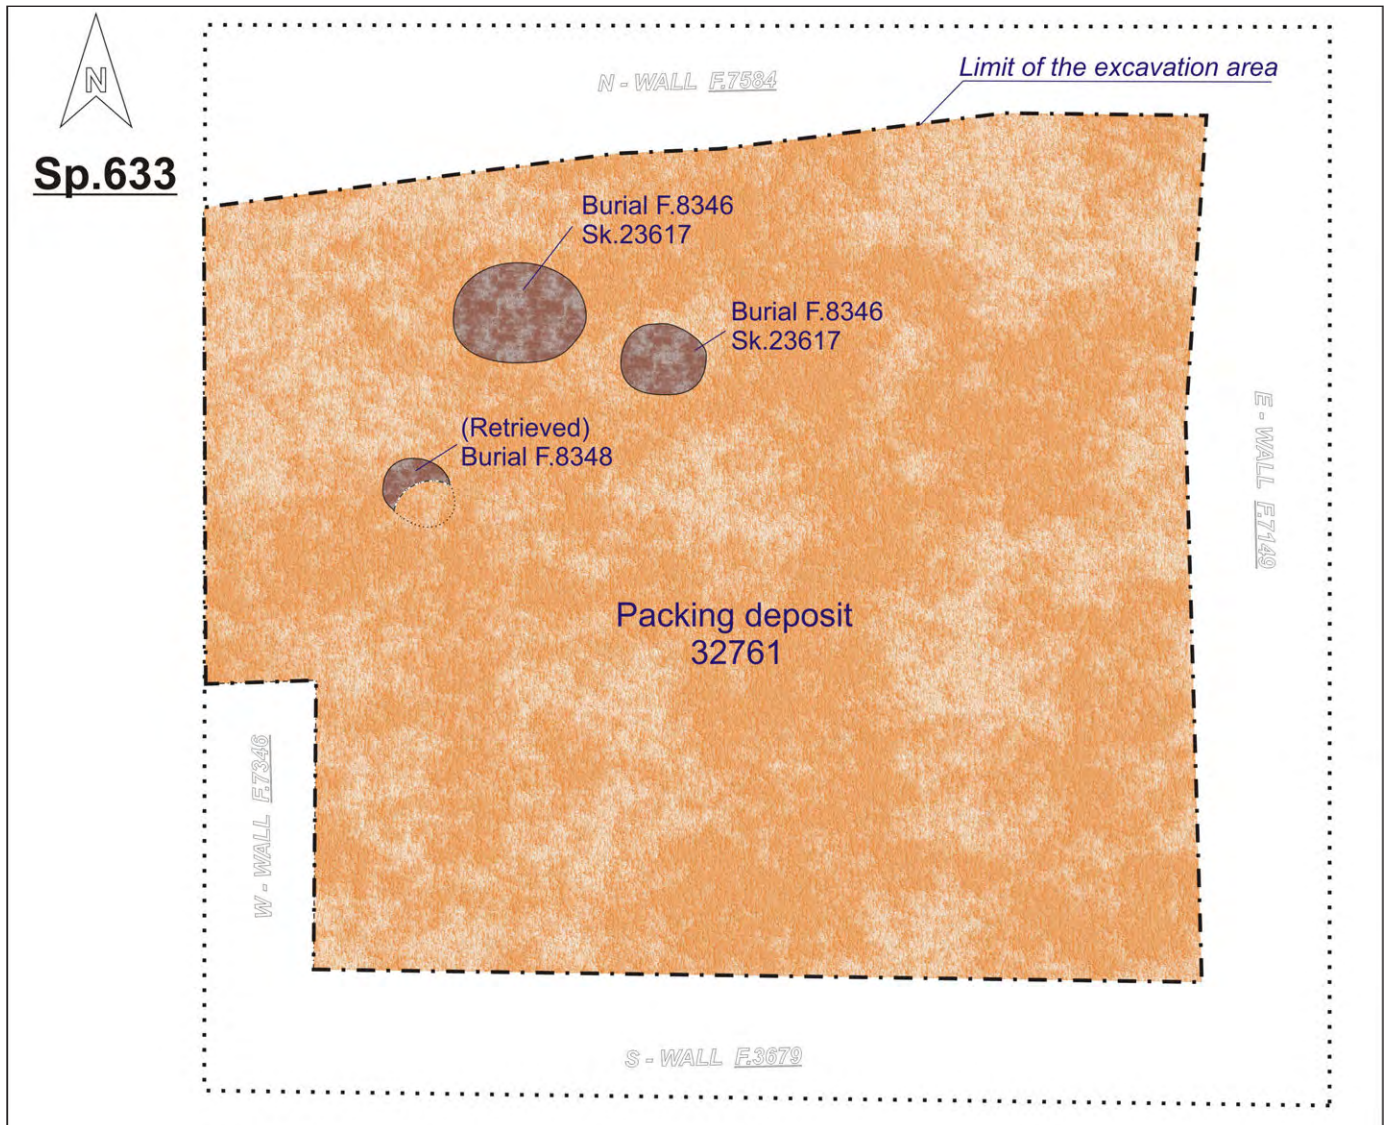 N
Sp.633
N - WALL F.7584
Limit of the excavation area
Burial F.8346
Sk.23617
Burial F.8346
Sk.23617
(Retrieved)
Burial F.8348
E - WALL F.7149
Packing deposit
32761
W - WALL F.7346
S - WALL F.3679